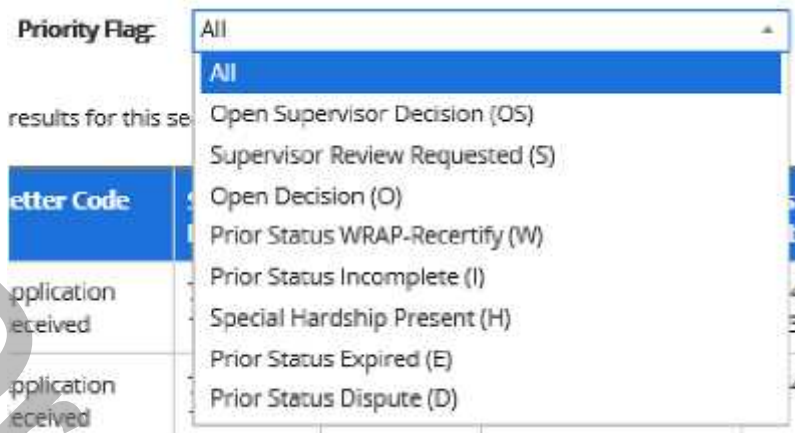 Priority Flag:
All
All
Open Supervisor Decision (OS)
results for this se
Supervisor Review Requested (S)
etter Code
Open Decision (O)
Prior Status WRAP-Recertify (W)
Prior Status Incomplete (I)
pplication
eceived
Special Hardship Present (H)
Prior Status Expired (E)
pplication
eceived
Prior Status Dispute (D)